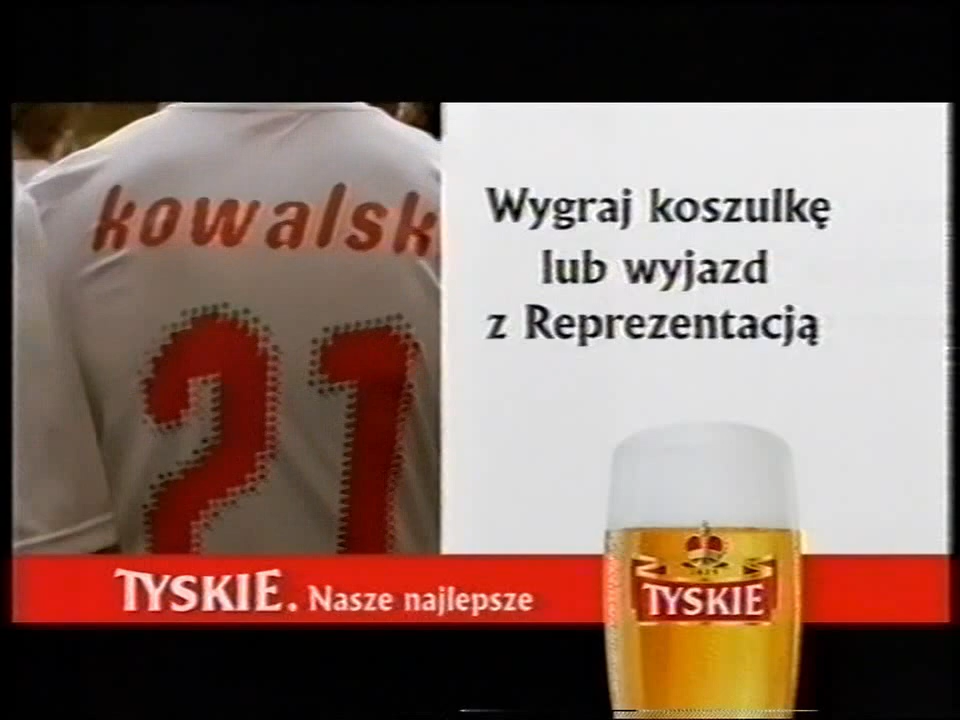 kowalsk
21
Wygraj koszulkę
lub wyjazd
z Reprezentacją
TYSKIE. Nasze najlepsze
TYSKIE